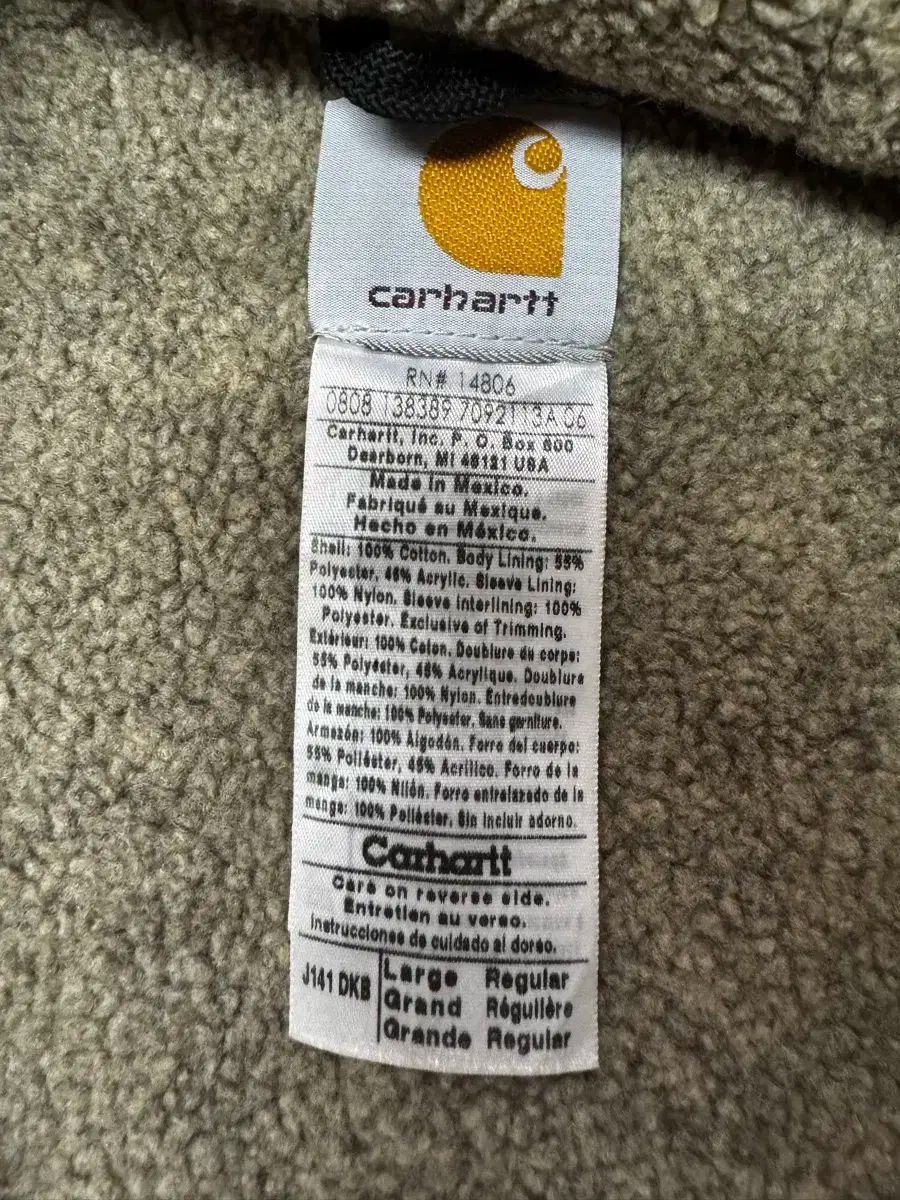 carhartt
RN# 14806
0808 138389 7092113A 06
Carhartt, Inc. P. O. Box 600
Dearborn, MI 48121 USA
Made in Mexico.
Fabriqué au Mexique.
Hecho en México.
Shell: 100% Cotton. Body Lining: 55%
Polyester, 45% Acrylic. Sleeve Lining:
100% Nylon. Sleeve Interlining: 100%
Polyester. Exclusive of Trimming.
Extérieur: 100% Coton. Doublure du corps:
55% Polyéster, 45% Acrylique. Doublure
de la manche: 100% Nylon. Entredoublure
de la manche: 100% Polyester. Sans garniture.
Armazón: 100% Algodón. Forro del cuerpo:
55% Poliéster, 45% Acrílico. Forro de la
manga: 100% Nilón. Forro entrelazado de la
manga: 100% Poliéster. Sin incluir adorno.
Carhartt
Care on reverse side.
Entretien au verso.
Instrucciones de cuidado al dorso.
J141 DKB
Large Regular
Grand Régulière
Grande Regular